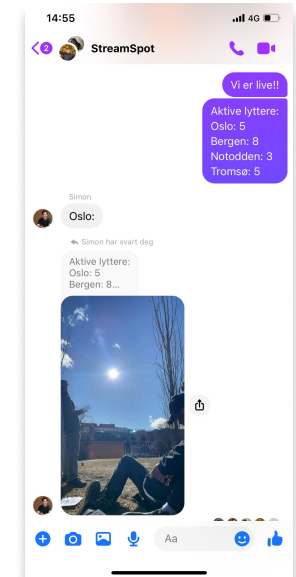 14:55
4G
2
StreamSpot
Vi er live!!
Aktive lyttere:
Oslo: 5
Bergen: 8
Notodden: 3
Tromsø: 5
Simon
Oslo:
Simon har svart deg
Aktive lyttere:
Oslo: 5
Bergen: 8...
Aa